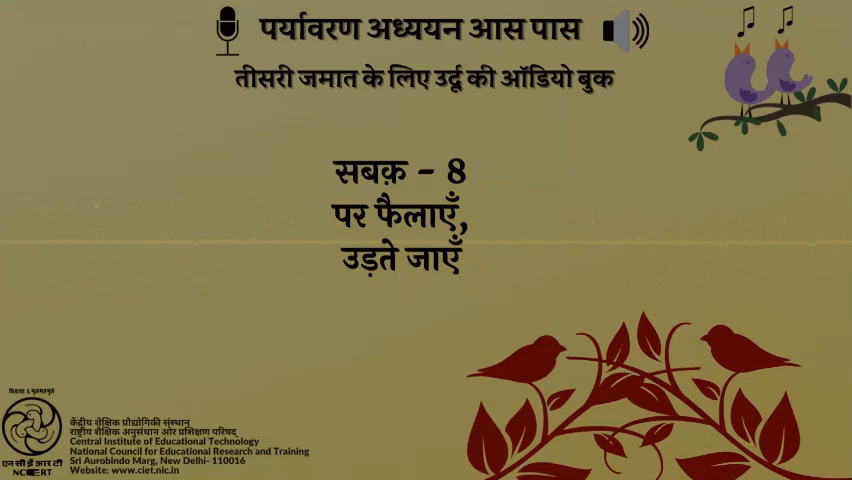 पर्यावरण अध्ययन आस पास
तीसरी जमात के लिए उर्दू की ऑडियो बुक
सबक़ - 8
पर फैलाएँ,
उड़ते जाएँ
केंद्रीय शैक्षिक प्रौद्योगिकी संस्थान
राष्ट्रीय शैक्षिक अनुसंधान और प्रशिक्षण परिषद्
Central Institute of Educational Technology
National Council for Educational Research and Training
Sri Aurobindo Marg, New Delhi- 110016
Website: www.ciet.nic.in
एन सी ई आर टी
NCERT